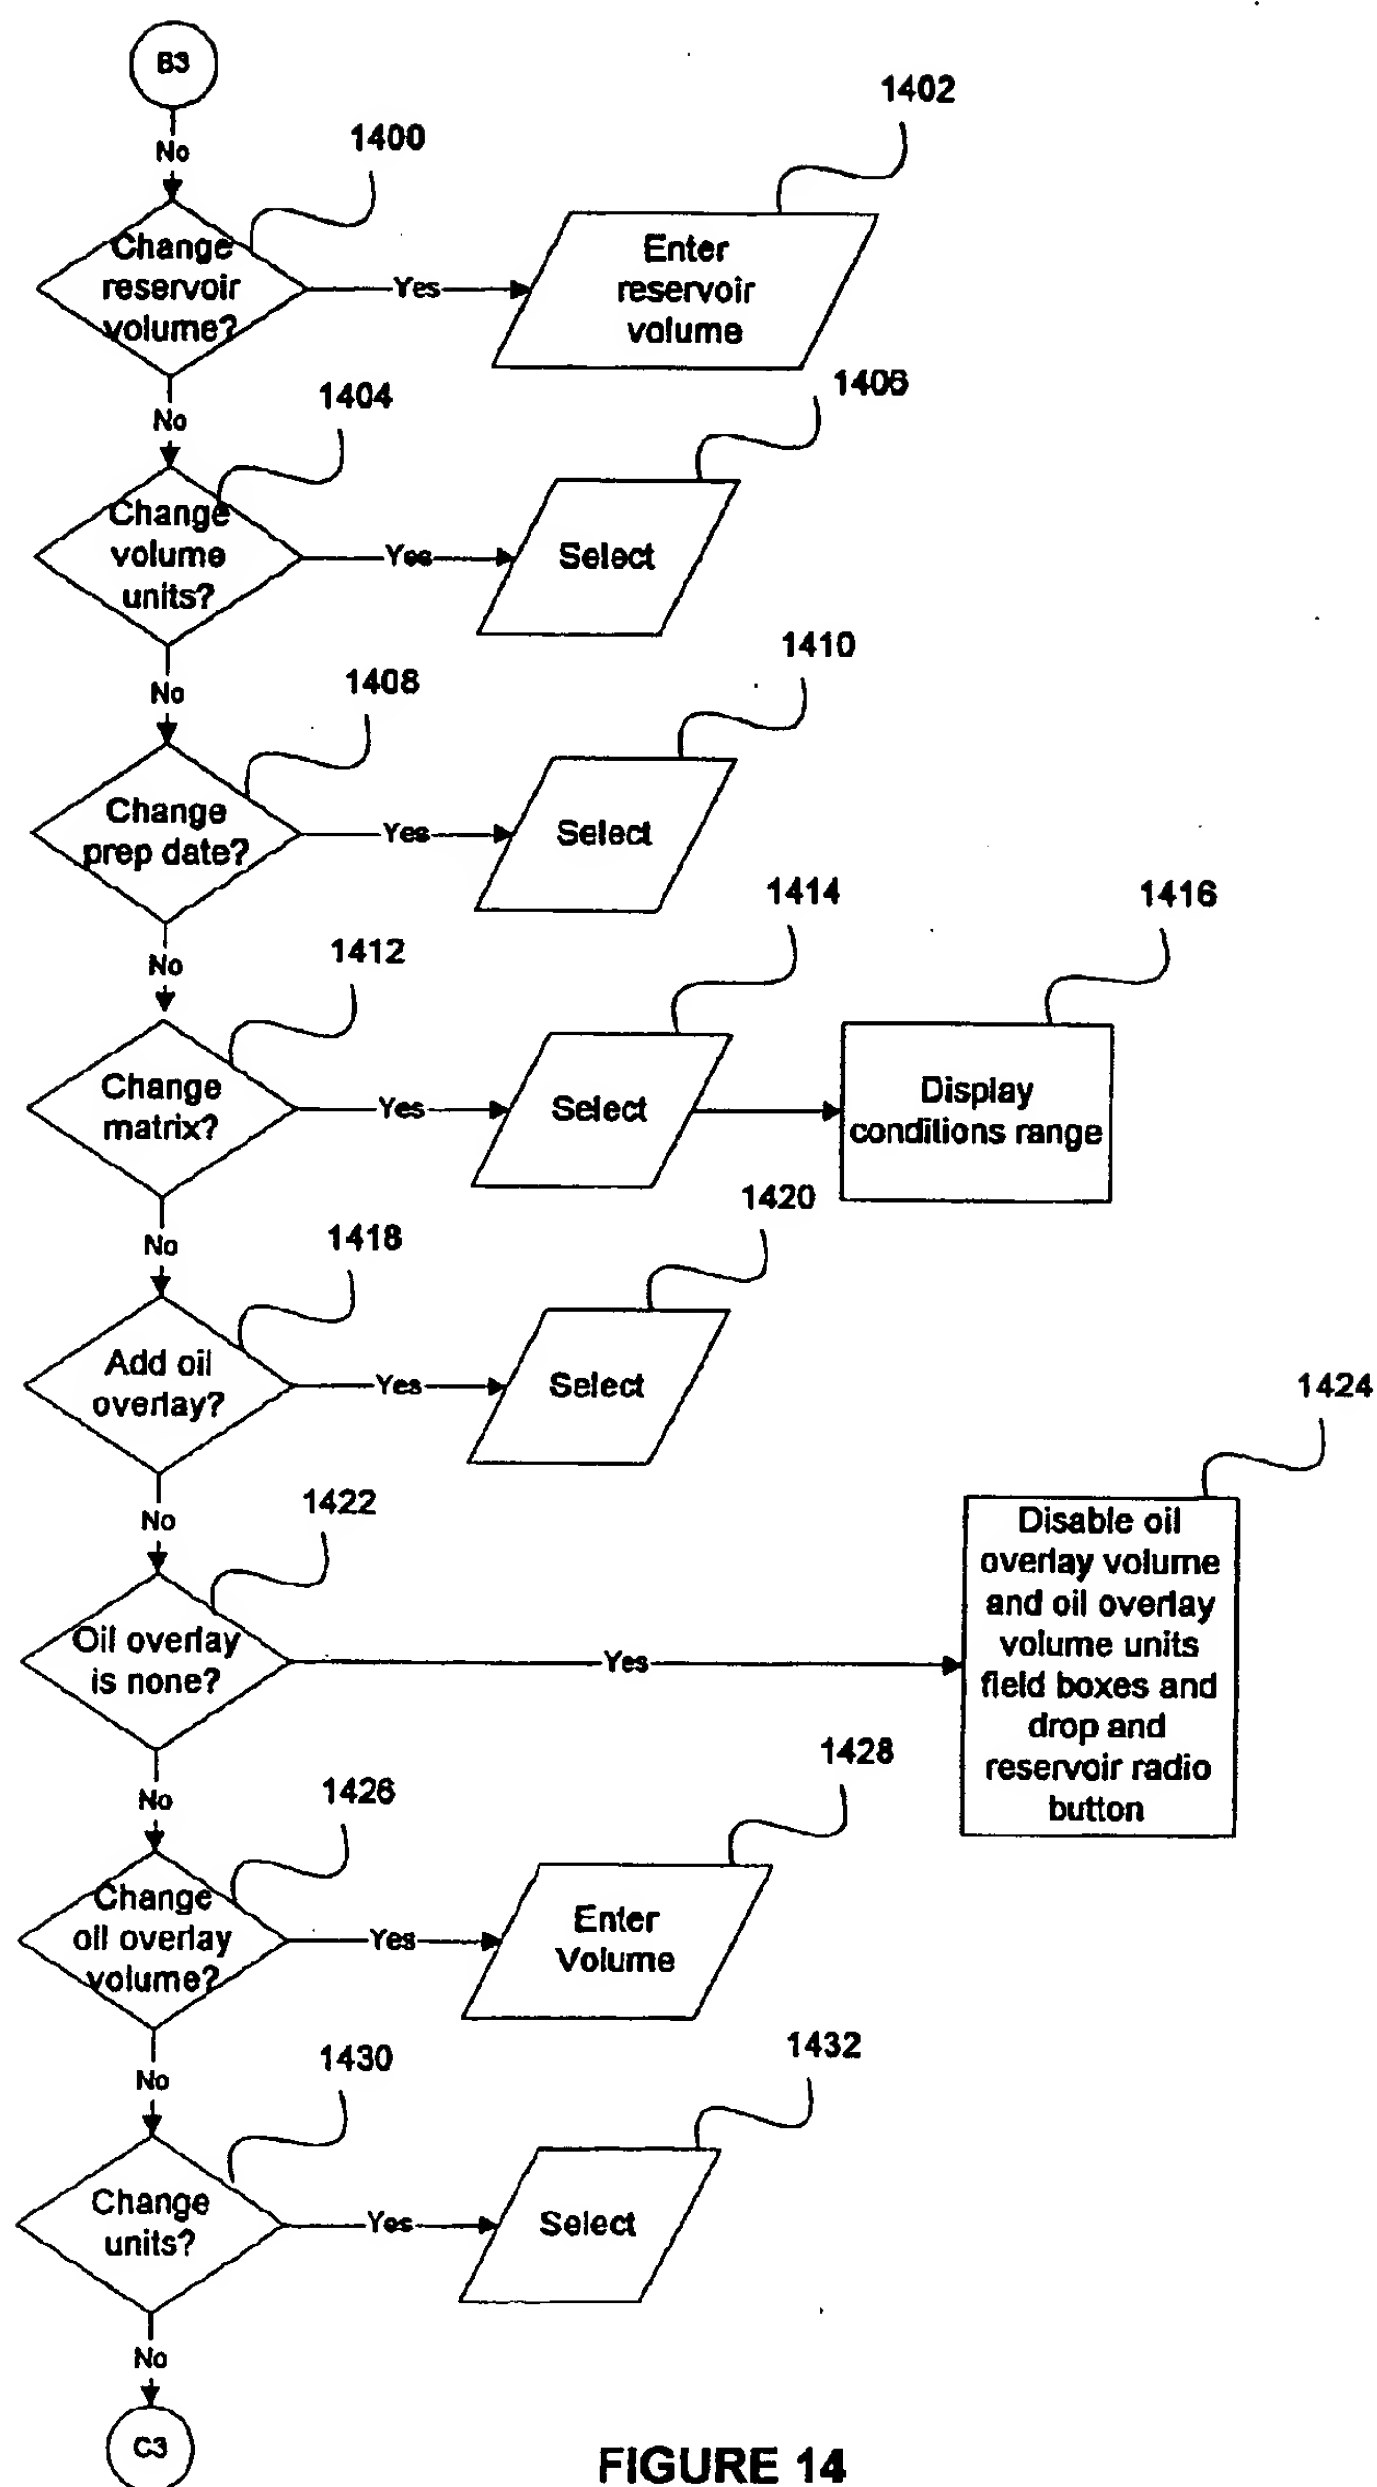 B3
No
1400
1402
Change
reservoir
volume?
Yes
Enter
reservoir
volume
No
1404
1406
Change
volume
units?
Yes
Select
No
1408
1410
Change
prep date?
Yes
Select
No
1412
1414
1416
Change
matrix?
Yes
Select
Display
conditions range
No
1418
1420
Add oil
overlay?
Yes
Select
No
1422
1424
Oil overlay
is none?
Yes
Disable oil
overlay volume
and oil overlay
volume units
field boxes and
drop and
reservoir radio
button
No
1426
1428
Change
oil overlay
volume?
Yes
Enter
Volume
No
1430
1432
Change
units?
Yes
Select
No
C3
FIGURE 14